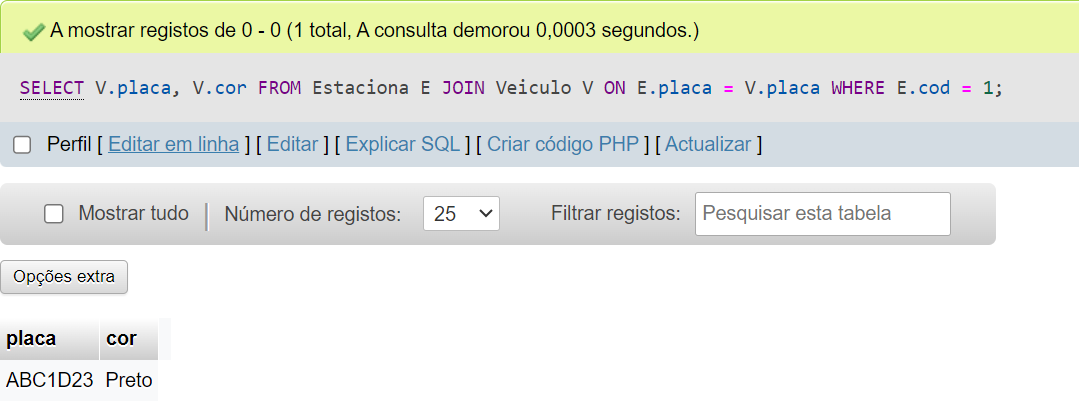 A mostrar registos de 0 - 0 (1 total, A consulta demorou 0,0003 segundos.)
SELECT V.placa, V.cor FROM Estaciona E JOIN Veiculo V ON E.placa = V.placa WHERE E.cod = 1;
Perfil [ Editar em linha ] [ Editar ] [ Explicar SQL ] [ Criar código PHP ] [ Actualizar ]
Mostrar tudo | Número de registos: 25 Filtrar registos: Pesquisar esta tabela
Opções extra
placa cor
ABC1D23 Preto